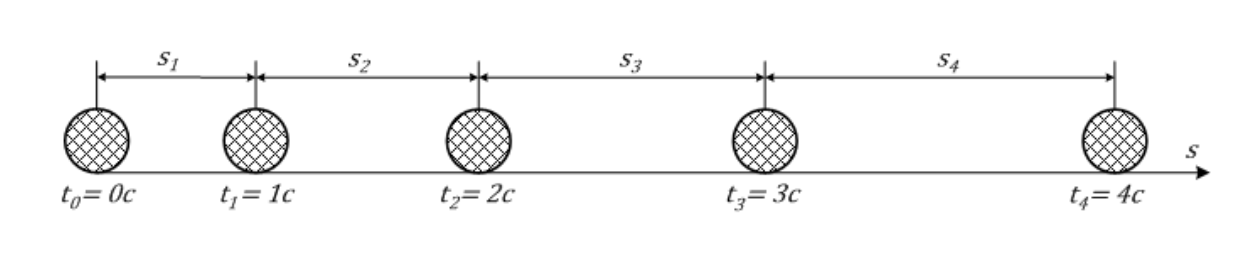 s1 s2 s3 s4
s
t0= 0c t1= 1c t2= 2c t3= 3c t4= 4c